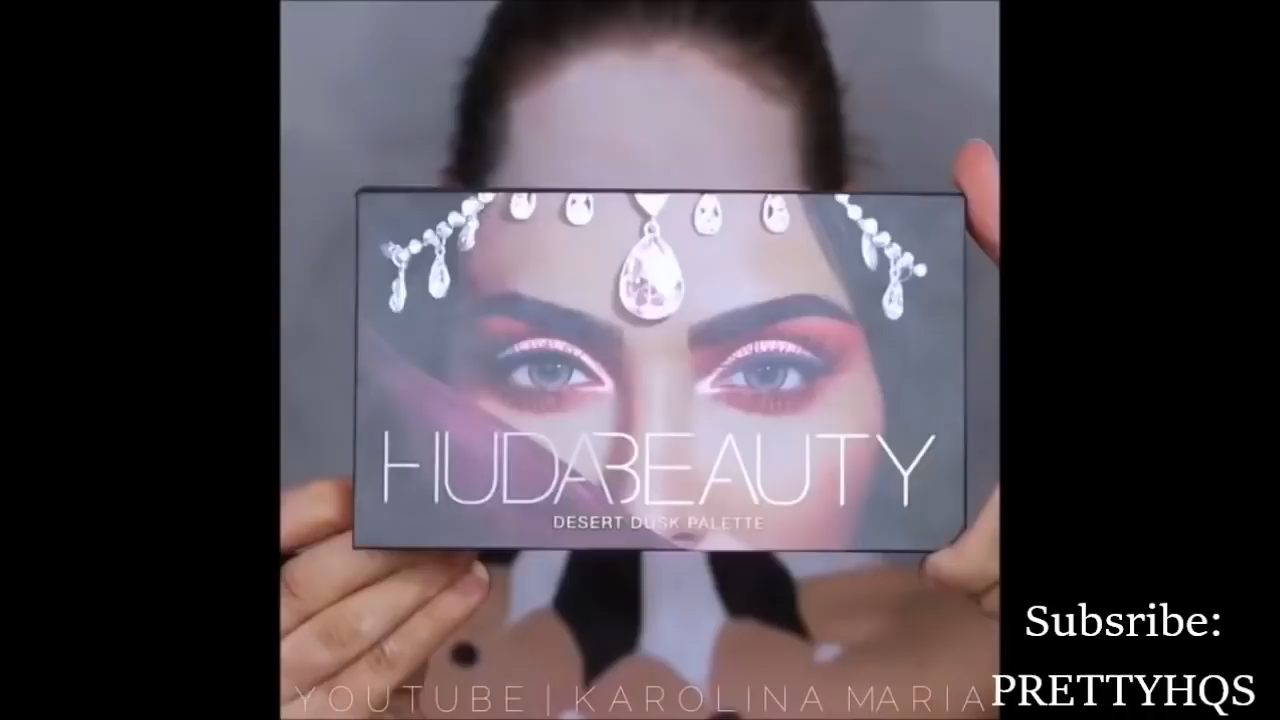 HUDABEAUTY
DESERT DUSK PALETTE
Subsribe:
PRETTYHQS
YOUTUBE | KAROLINA MARIA